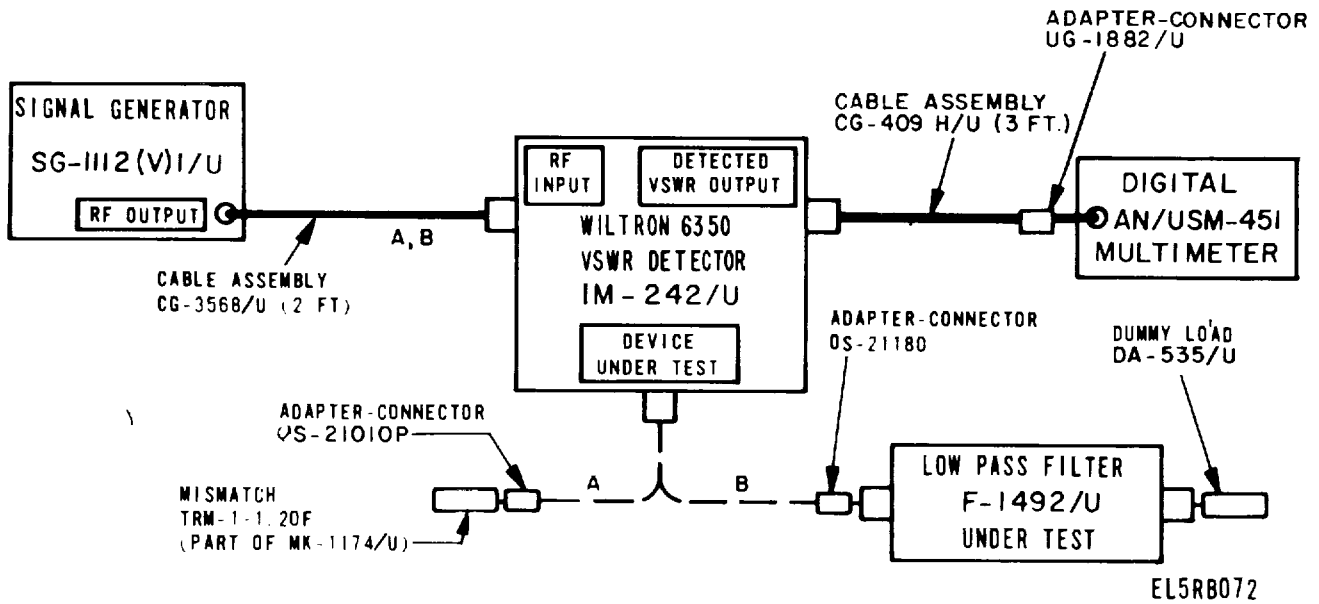 ADAPTER-CONNECTOR
UG-1882/U
SIGNAL GENERATOR
SG-1112(V)1/U
RF OUTPUT
A, B
CABLE ASSEMBLY
CG-3568/U (2 FT)
RF
INPUT
DETECTED
VSWR OUTPUT
WILTRON 6350
VSWR DETECTOR
IM-242/U
DEVICE
UNDER TEST
CABLE ASSEMBLY
CG-409 H/U (3 FT.)
DIGITAL
AN/USM-451
MULTIMETER
ADAPTER-CONNECTOR
OS-21010P
MISMATCH
TRM-1-1.20F
(PART OF MK-1174/U)
A
B
ADAPTER-CONNECTOR
OS-21180
DUMMY LOAD
DA-535/U
LOW PASS FILTER
F-1492/U
UNDER TEST
EL5RB072